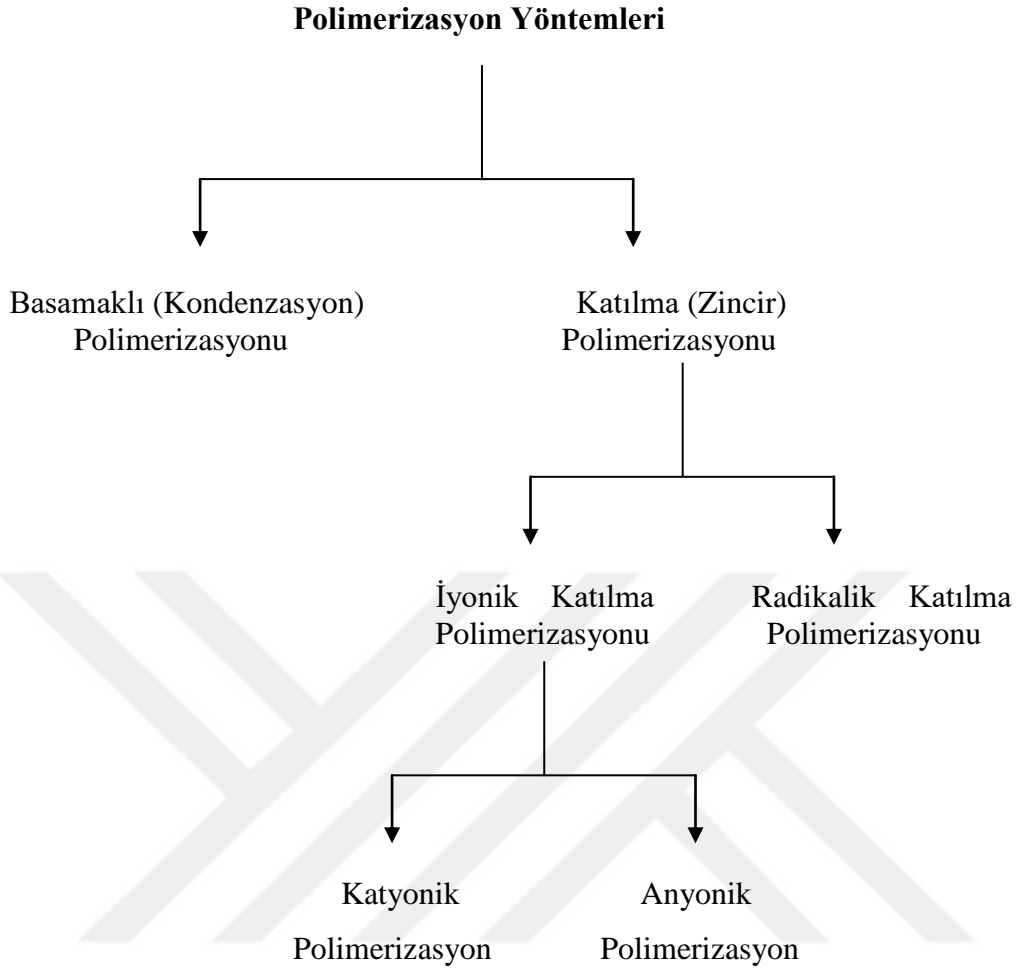 Polimerizasyon Yöntemleri
Basamaklı (Kondenzasyon)
Polimerizasyonu
Katılma (Zincir)
Polimerizasyonu
İyonik Katılma
Polimerizasyonu
Radikalik Katılma
Polimerizasyonu
Katyonik
Polimerizasyon
Anyonik
Polimerizasyon